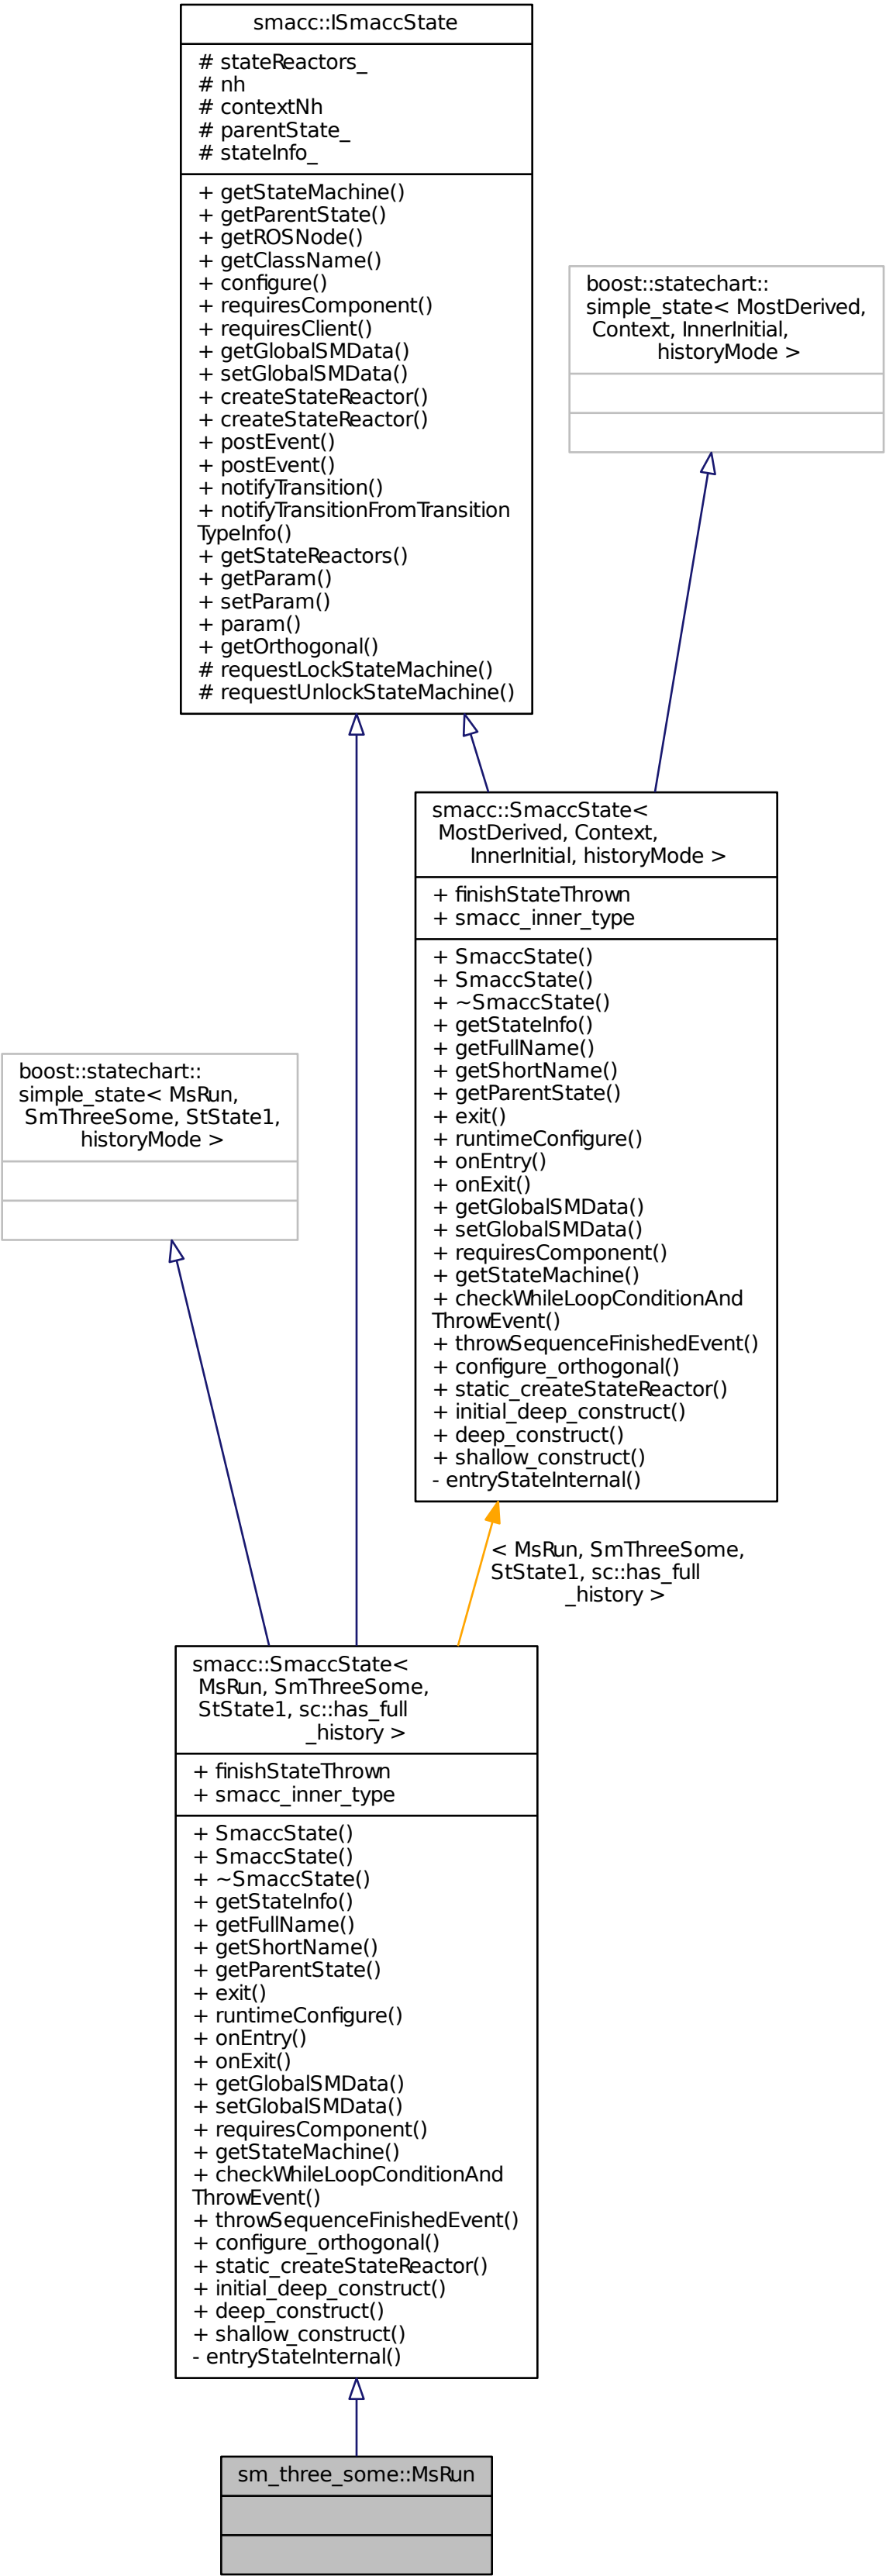 smacc::ISmaccState
# stateReactors_
# nh
# contextNh
# parentState_
# stateInfo_
+ getStateMachine()
+ getParentState()
+ getROSNode()
+ getClassName()
+ configure()
+ requiresComponent()
+ requiresClient()
+ getGlobalSMData()
+ setGlobalSMData()
+ createStateReactor()
+ createStateReactor()
+ postEvent()
+ postEvent()
+ notifyTransition()
+ notifyTransitionFromTransition
TypeInfo()
+ getStateReactors()
+ getParam()
+ setParam()
+ param()
+ getOrthogonal()
# requestLockStateMachine()
# requestUnlockStateMachine()
boost::statechart::
simple_state< MostDerived,
Context, InnerInitial,
historyMode >
smacc::SmaccState<
MostDerived, Context,
InnerInitial, historyMode >
+ finishStateThrown
+ smacc_inner_type
+ SmaccState()
+ SmaccState()
+ ~SmaccState()
+ getStateInfo()
+ getFullName()
+ getShortName()
+ getParentState()
+ exit()
+ runtimeConfigure()
+ onEntry()
+ onExit()
+ getGlobalSMData()
+ setGlobalSMData()
+ requiresComponent()
+ getStateMachine()
+ checkWhileLoopConditionAnd
ThrowEvent()
+ throwSequenceFinishedEvent()
+ configure_orthogonal()
+ static_createStateReactor()
+ initial_deep_construct()
+ deep_construct()
+ shallow_construct()
- entryStateInternal()
boost::statechart::
simple_state< MsRun,
SmThreeSome, StState1,
historyMode >
< MsRun, SmThreeSome,
StState1, sc::has_full
_history >
smacc::SmaccState<
MsRun, SmThreeSome,
StState1, sc::has_full
_history >
+ finishStateThrown
+ smacc_inner_type
+ SmaccState()
+ SmaccState()
+ ~SmaccState()
+ getStateInfo()
+ getFullName()
+ getShortName()
+ getParentState()
+ exit()
+ runtimeConfigure()
+ onEntry()
+ onExit()
+ getGlobalSMData()
+ setGlobalSMData()
+ requiresComponent()
+ getStateMachine()
+ checkWhileLoopConditionAnd
ThrowEvent()
+ throwSequenceFinishedEvent()
+ configure_orthogonal()
+ static_createStateReactor()
+ initial_deep_construct()
+ deep_construct()
+ shallow_construct()
- entryStateInternal()
sm_three_some::MsRun